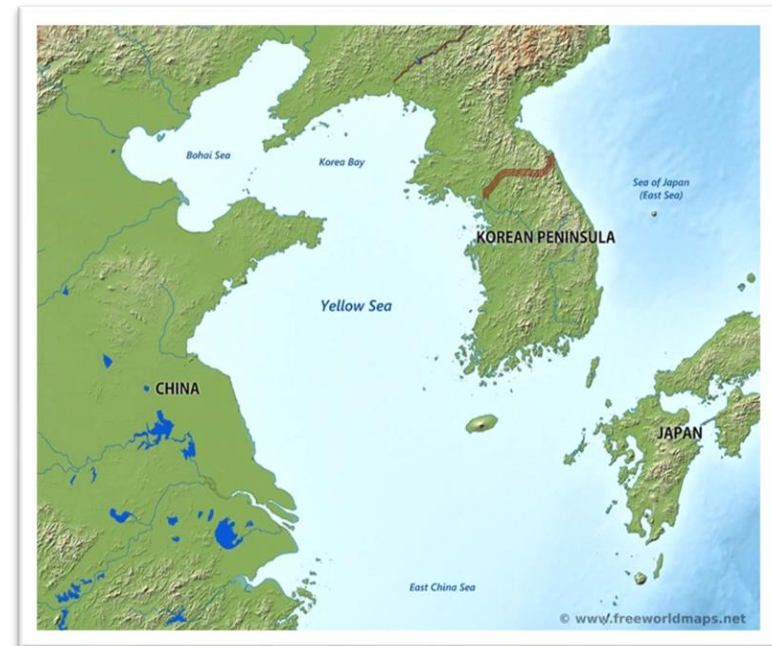 Bohai Sea
Korea Bay
Sea of Japan
(East Sea)
KOREAN PENINSULA
Yellow Sea
CHINA
JAPAN
East China Sea
© www.freeworldmaps.net